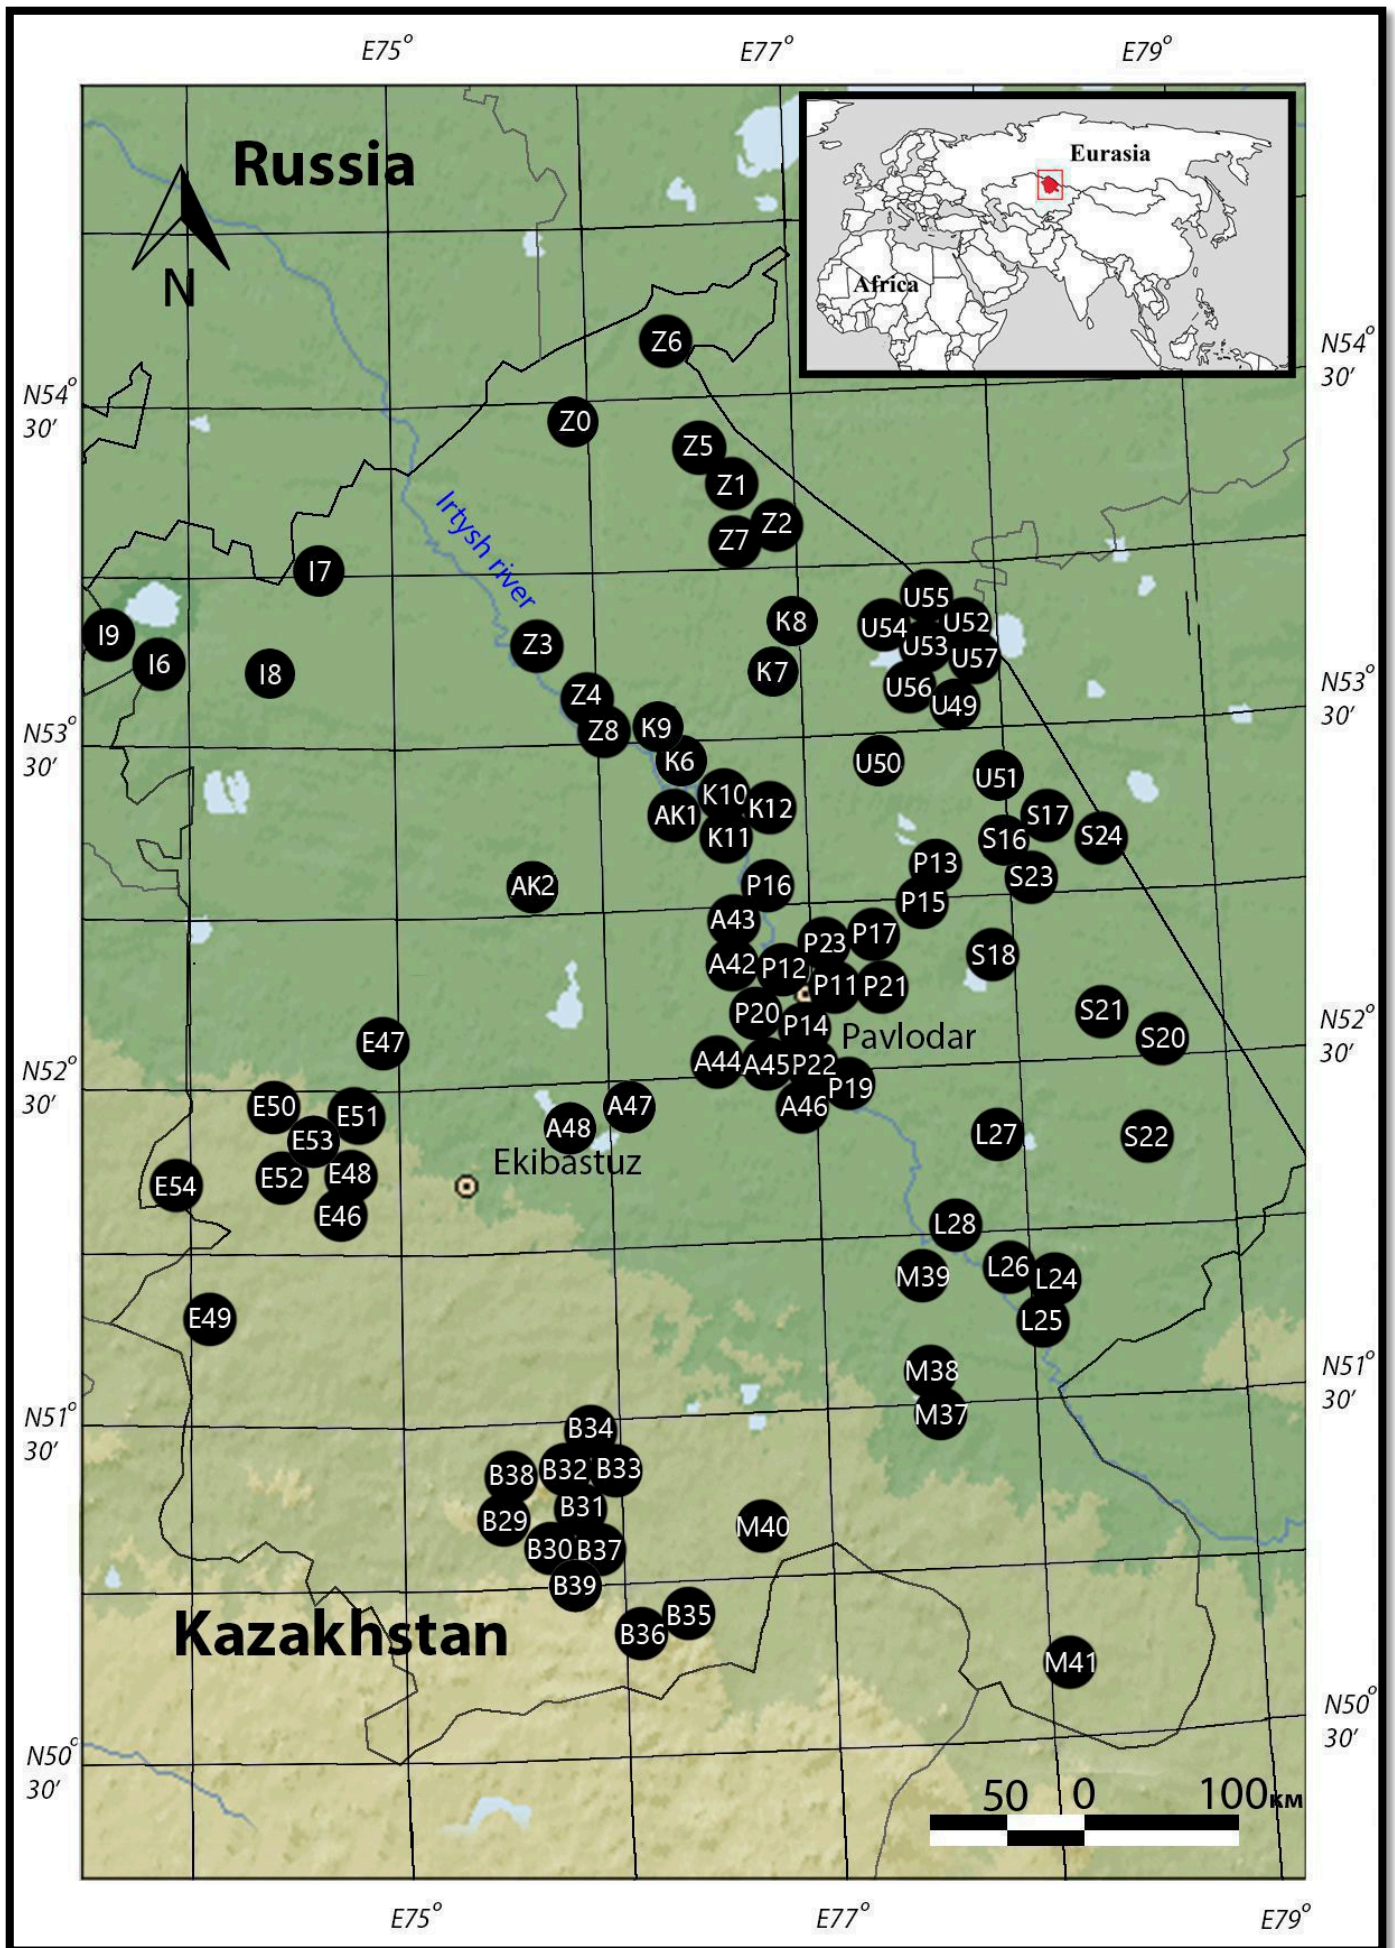 E75° E77° E79°
Russia
Eurasia
Africa
N
Z6
N54° 30′
N54° 30′
Z0
Z5
Z1
Z2
Z7
Irtysh river
I7
U55
K8
U54
U52
I9
Z3
U53
I6
U57
I8
K7
N53° 30′
U56
Z4
U49
K9
Z8
N53° 30′
K6
U50
U51
K10
K12
AK1
S17
K11
S16
S24
P13
AK2
P16
S23
P15
A43
P17
P23
S18
A42
P12
P11
P21
P20
S21
P14
Pavlodar
N52° 30′
E47
S20
A44
A45
P22
N52° 30′
P19
E50
A47
A46
E51
A48
L27
S22
E53
Ekibastuz
E52
E48
E54
E46
L28
L26
M39
L24
E49
L25
M38
N51° 30′
M37
N51° 30′
B34
B38
B32
B33
B31
B29
M40
B30
B37
B39
B35
Kazakhstan
B36
M41
N50° 30′
N50° 30′
50 0 100км
E75° E77° E79°